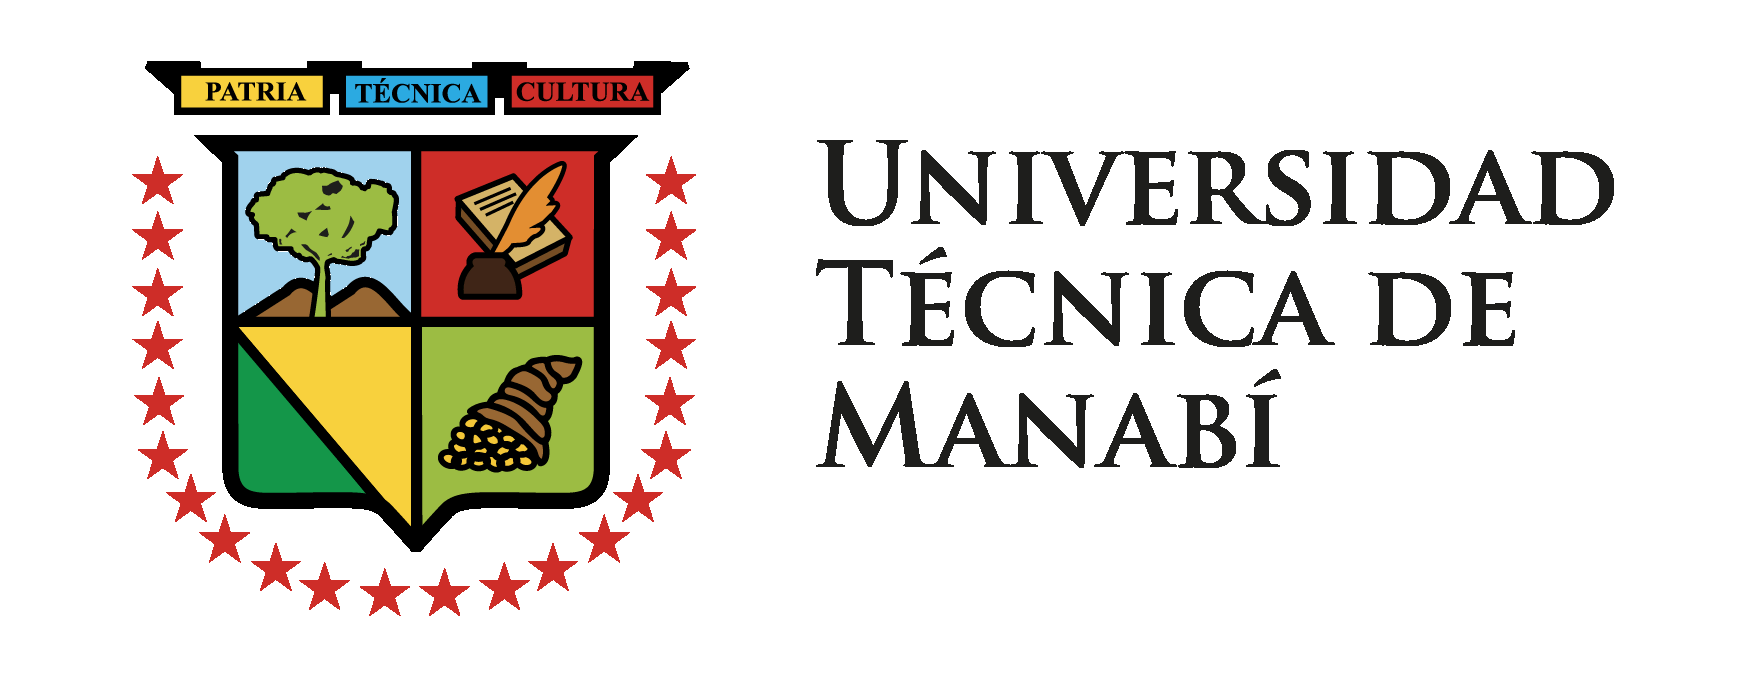 PATRIA TÉCNICA CULTURA
UNIVERSIDAD
TÉCNICA DE
MANABÍ